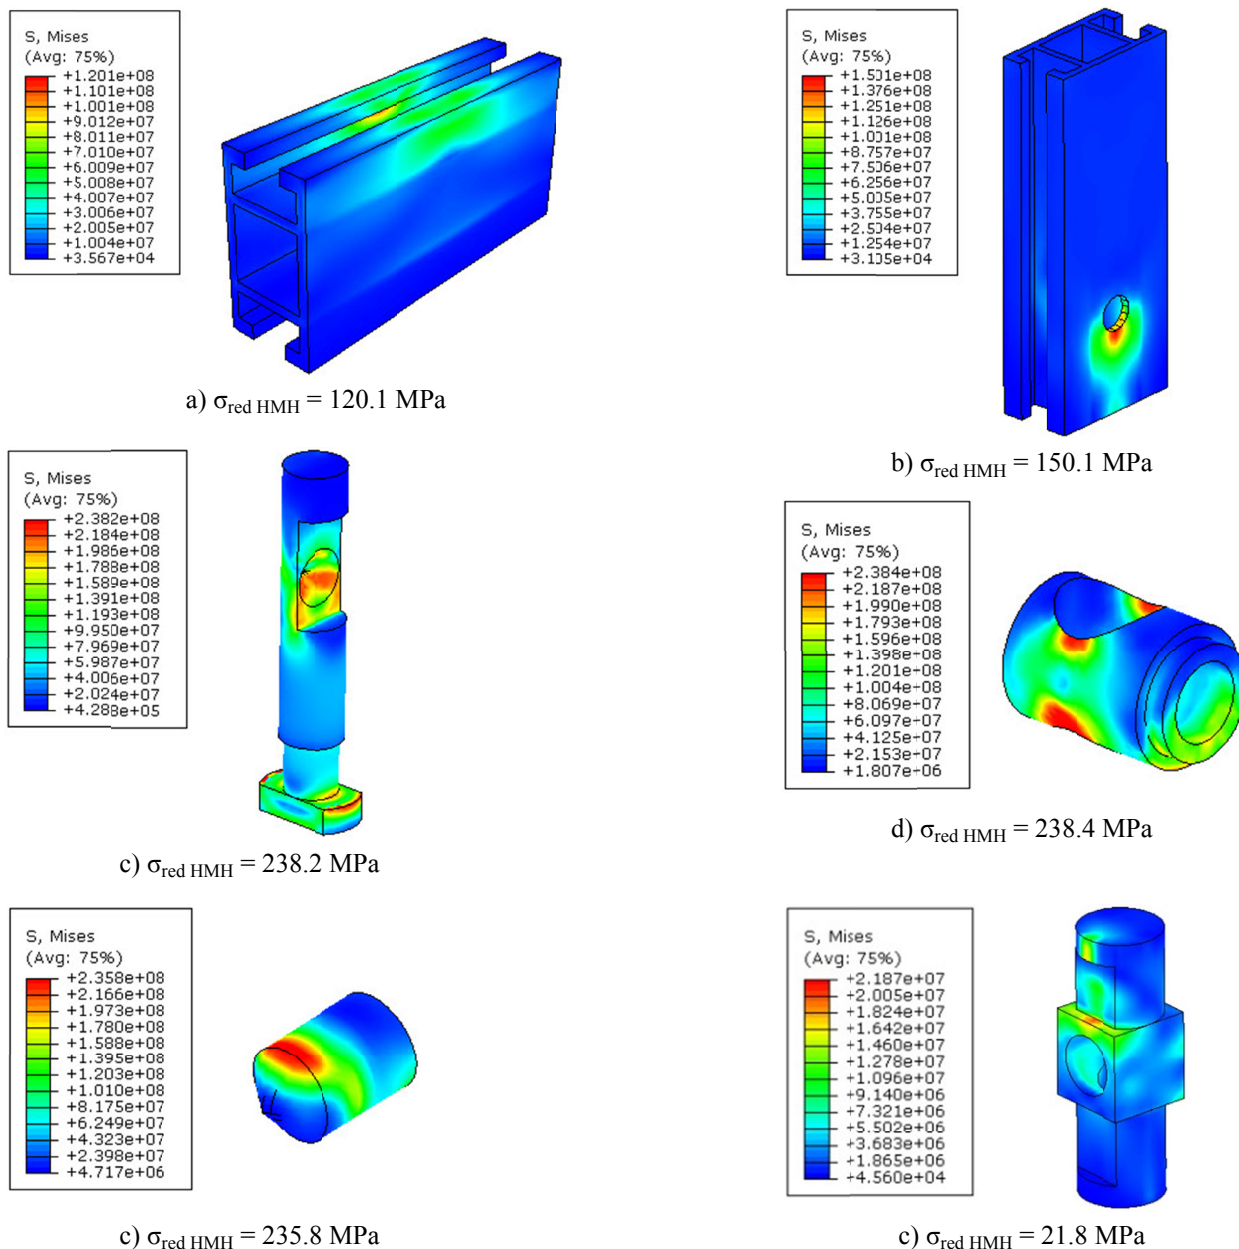 S, Mises
(Avg: 75%)
+1.201e+08
+1.101e+08
+1.001e+08
+9.012e+07
+8.011e+07
+7.010e+07
+6.009e+07
+5.008e+07
+4.007e+07
+3.006e+07
+2.005e+07
+1.004e+07
+3.567e+04
a) σred HMH = 120.1 MPa
S, Mises
(Avg: 75%)
+1.501e+08
+1.376e+08
+1.251e+08
+1.126e+08
+1.001e+08
+8.757e+07
+7.506e+07
+6.256e+07
+5.005e+07
+3.755e+07
+2.504e+07
+1.254e+07
+3.105e+04
b) σred HMH = 150.1 MPa
S, Mises
(Avg: 75%)
+2.382e+08
+2.184e+08
+1.986e+08
+1.788e+08
+1.589e+08
+1.391e+08
+1.193e+08
+9.950e+07
+7.969e+07
+5.987e+07
+4.006e+07
+2.024e+07
+4.288e+05
c) σred HMH = 238.2 MPa
S, Mises
(Avg: 75%)
+2.384e+08
+2.187e+08
+1.990e+08
+1.793e+08
+1.596e+08
+1.398e+08
+1.201e+08
+1.004e+08
+8.069e+07
+6.097e+07
+4.125e+07
+2.153e+07
+1.807e+06
d) σred HMH = 238.4 MPa
S, Mises
(Avg: 75%)
+2.358e+08
+2.166e+08
+1.973e+08
+1.780e+08
+1.588e+08
+1.395e+08
+1.203e+08
+1.010e+08
+8.175e+07
+6.249e+07
+4.323e+07
+2.398e+07
+4.717e+06
c) σred HMH = 235.8 MPa
S, Mises
(Avg: 75%)
+2.187e+07
+2.005e+07
+1.824e+07
+1.642e+07
+1.460e+07
+1.278e+07
+1.096e+07
+9.140e+06
+7.321e+06
+5.502e+06
+3.683e+06
+1.865e+06
+4.560e+04
c) σred HMH = 21.8 MPa